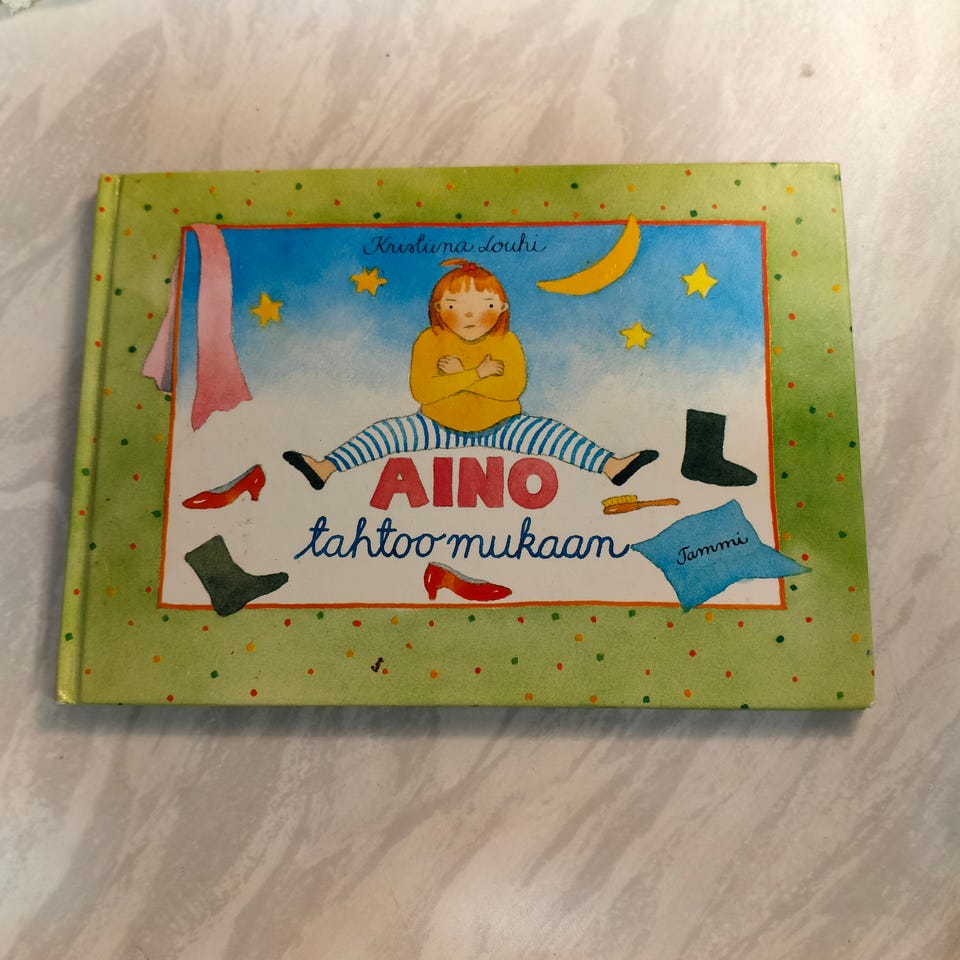 Kristiina Louhi
AINO
tahtoo mukaan
Tammi